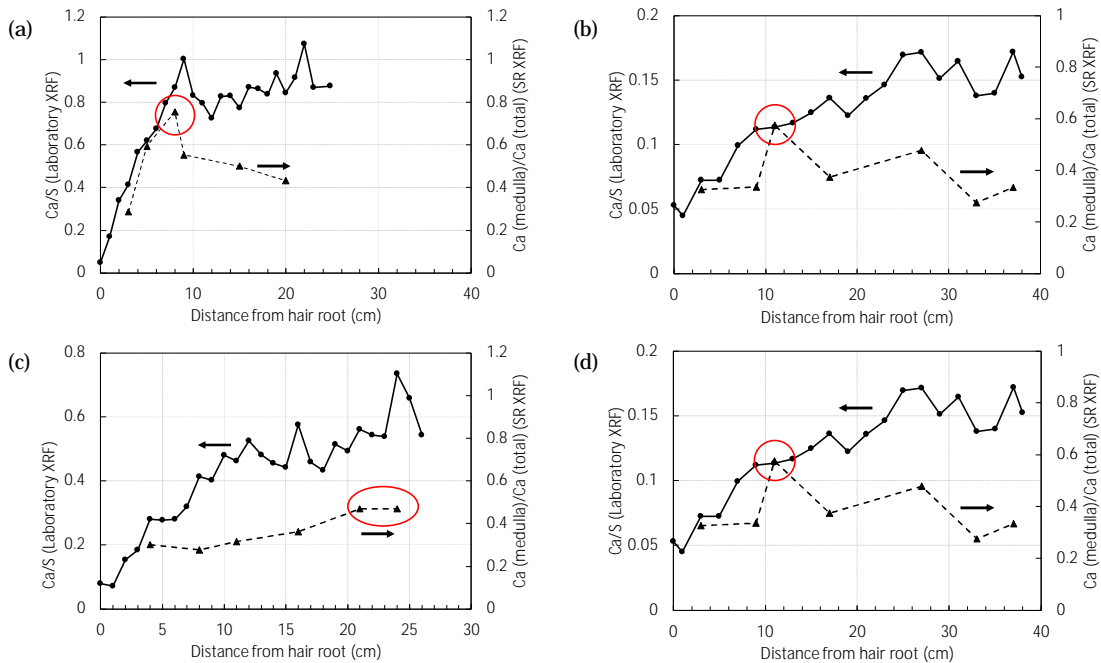 (a)
1.2
1
0.8
0.6
0.4
0.2
0
Ca/S (Laboratory XRF)
1.2
1
0.8
0.6
0.4
0.2
0
Ca (medulla)/Ca (total) (SR XRF)
0 10 20 30 40
Distance from hair root (cm)
(b)
0.2
0.15
0.1
0.05
0
Ca/S (Laboratory XRF)
1
0.8
0.6
0.4
0.2
0
Ca (medulla)/Ca (total) (SR XRF)
0 10 20 30 40
Distance from hair root (cm)
(c)
0.8
0.6
0.4
0.2
0
Ca/S (Laboratory XRF)
1.2
1
0.8
0.6
0.4
0.2
0
Ca (medulla)/Ca (total) (SR XRF)
0 5 10 15 20 25 30
Distance from hair root (cm)
(d)
0.2
0.15
0.1
0.05
0
Ca/S (Laboratory XRF)
1
0.8
0.6
0.4
0.2
0
Ca (medulla)/Ca (total) (SR XRF)
0 10 20 30 40
Distance from hair root (cm)